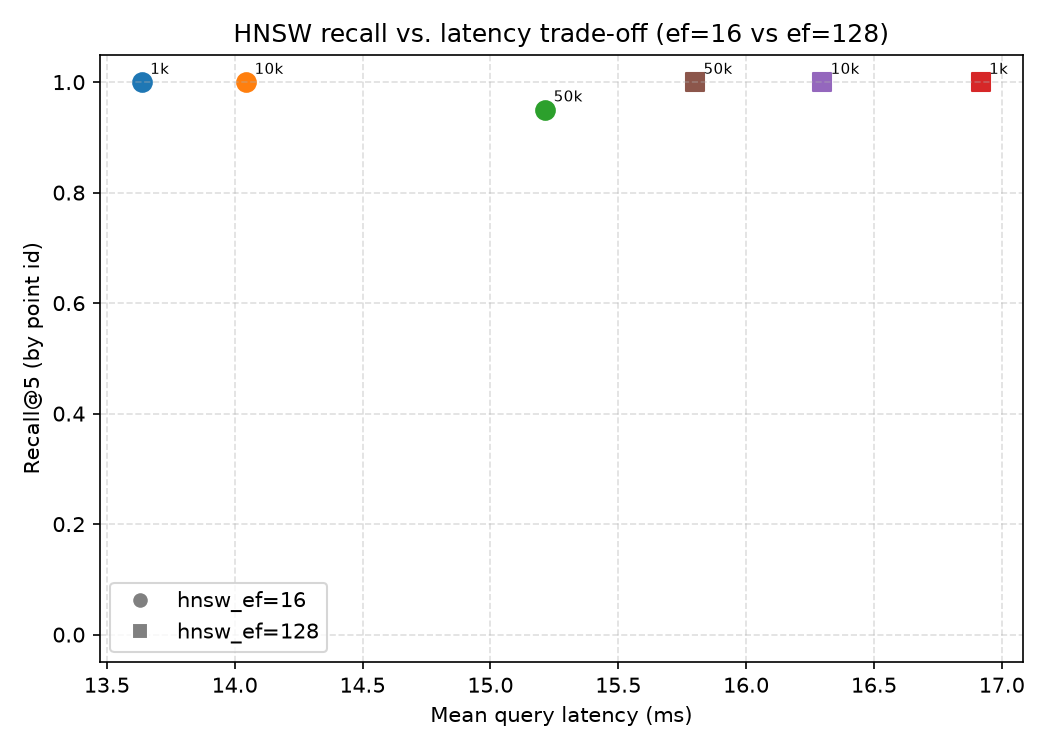 HNSW recall vs. latency trade-off (ef=16 vs ef=128)
1k
10k
50k
50k
10k
1k
1.0
0.8
0.6
0.4
0.2
0.0
Recall@5 (by point id)
hnsw_ef=16
hnsw_ef=128
13.5 14.0 14.5 15.0 15.5 16.0 16.5 17.0
Mean query latency (ms)